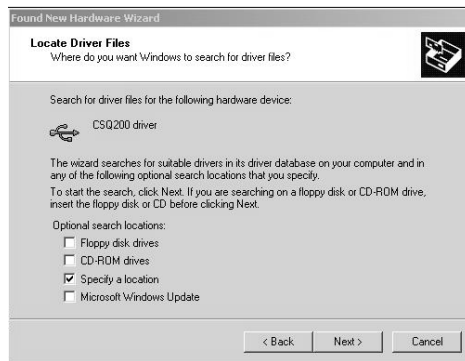 Found New Hardware Wizard
Locate Driver Files
Where do you want Windows to search for driver files?
Search for driver files for the following hardware device:
CSQ200 driver
The wizard searches for suitable drivers in its driver database on your computer and in
any of the following optional search locations that you specify.
To start the search, click Next. If you are searching on a floppy disk or CD-ROM drive,
insert the floppy disk or CD before clicking Next.
Optional search locations:
Floppy disk drives
CD-ROM drives
Specify a location
Microsoft Windows Update
< Back Next > Cancel